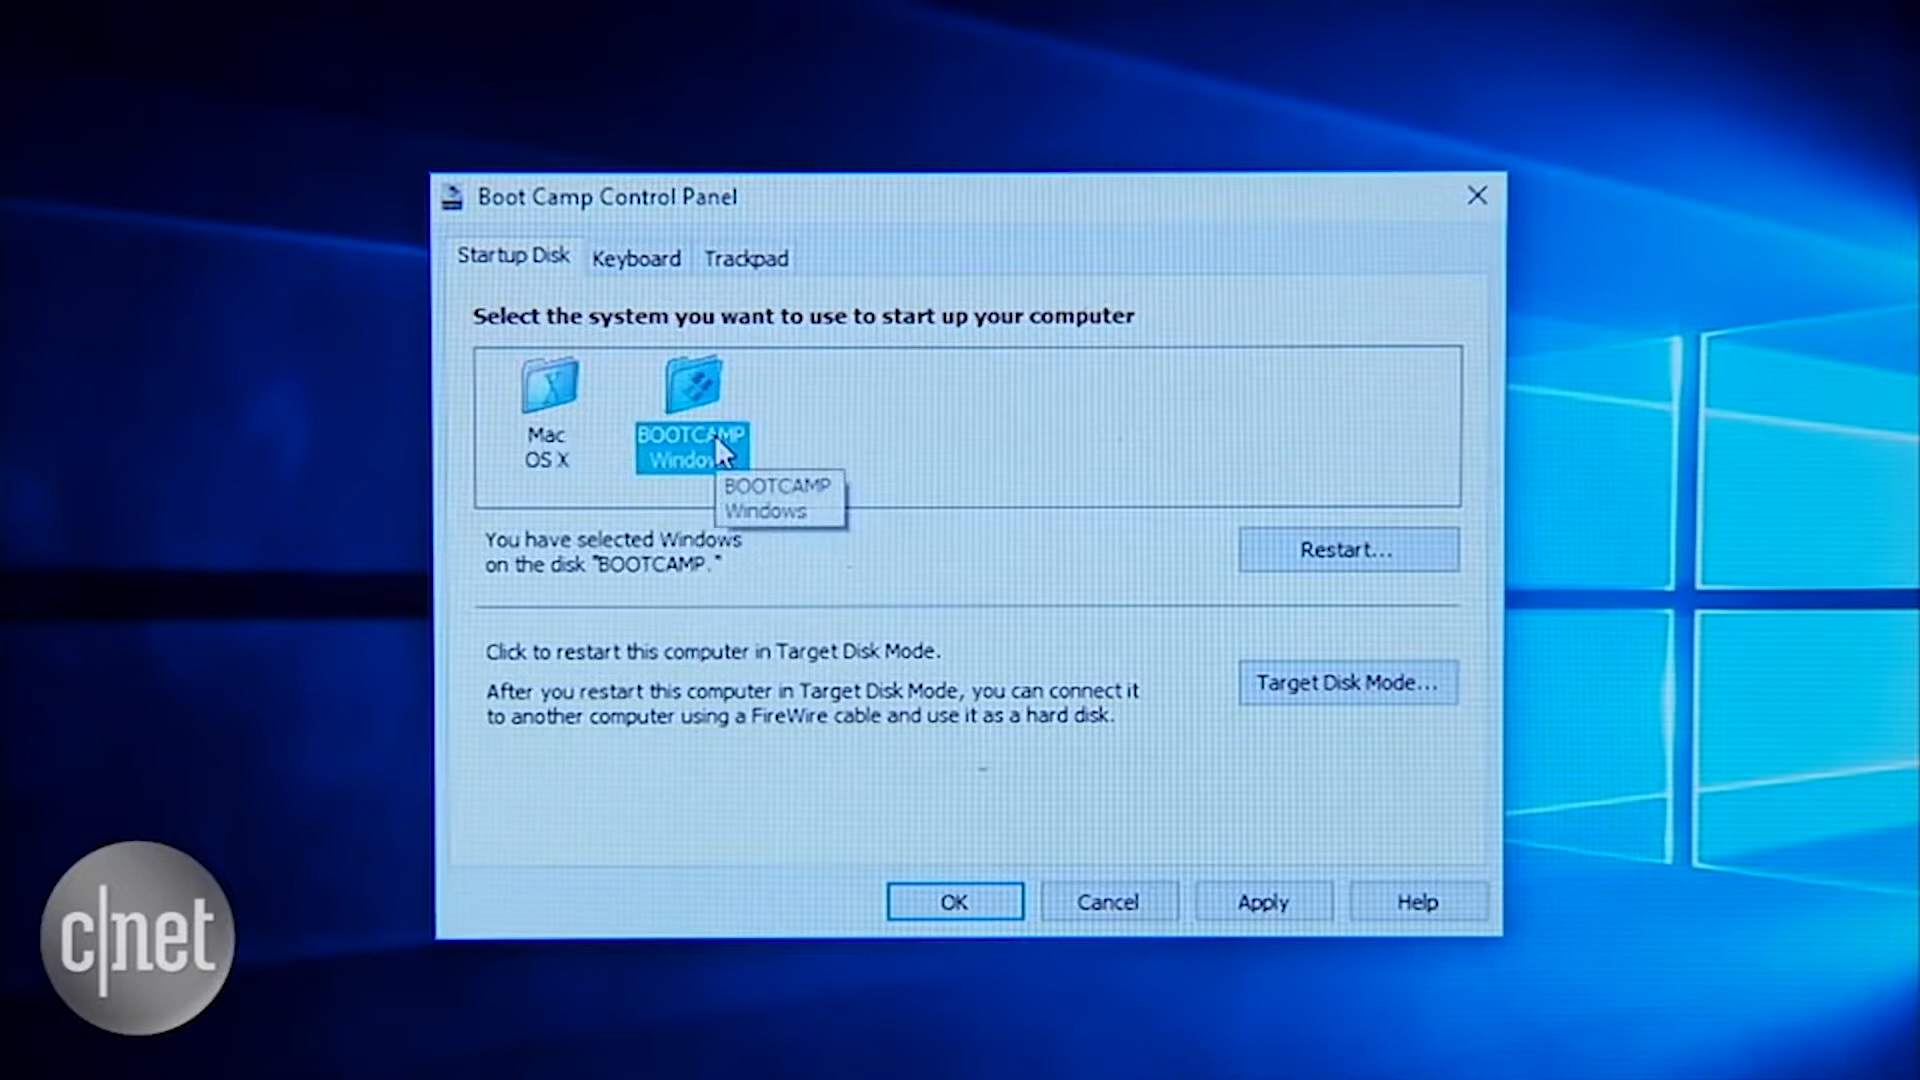 Boot Camp Control Panel
Startup Disk Keyboard Trackpad
Select the system you want to use to start up your computer
Mac
OS X
BOOTCAMP
Windows
BOOTCAMP
Windows
You have selected Windows
on the disk "BOOTCAMP."
Restart...
Click to restart this computer in Target Disk Mode.
After you restart this computer in Target Disk Mode, you can connect it
to another computer using a FireWire cable and use it as a hard disk.
Target Disk Mode...
OK Cancel Apply Help
c|net